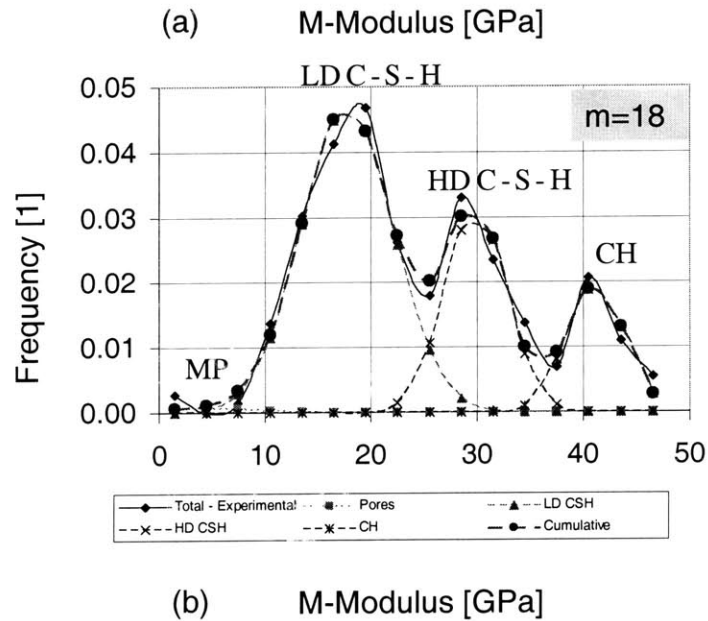 (a) M-Modulus [GPa]
LD C-S-H
0.05
m=18
0.04
HD C-S-H
0.03
CH
Frequency [1]
0.02
0.01
MP
0.00
0 10 20 30 40 50
Total - Experimental Pores LD CSH
HD CSH CH Cumulative
(b) M-Modulus [GPa]